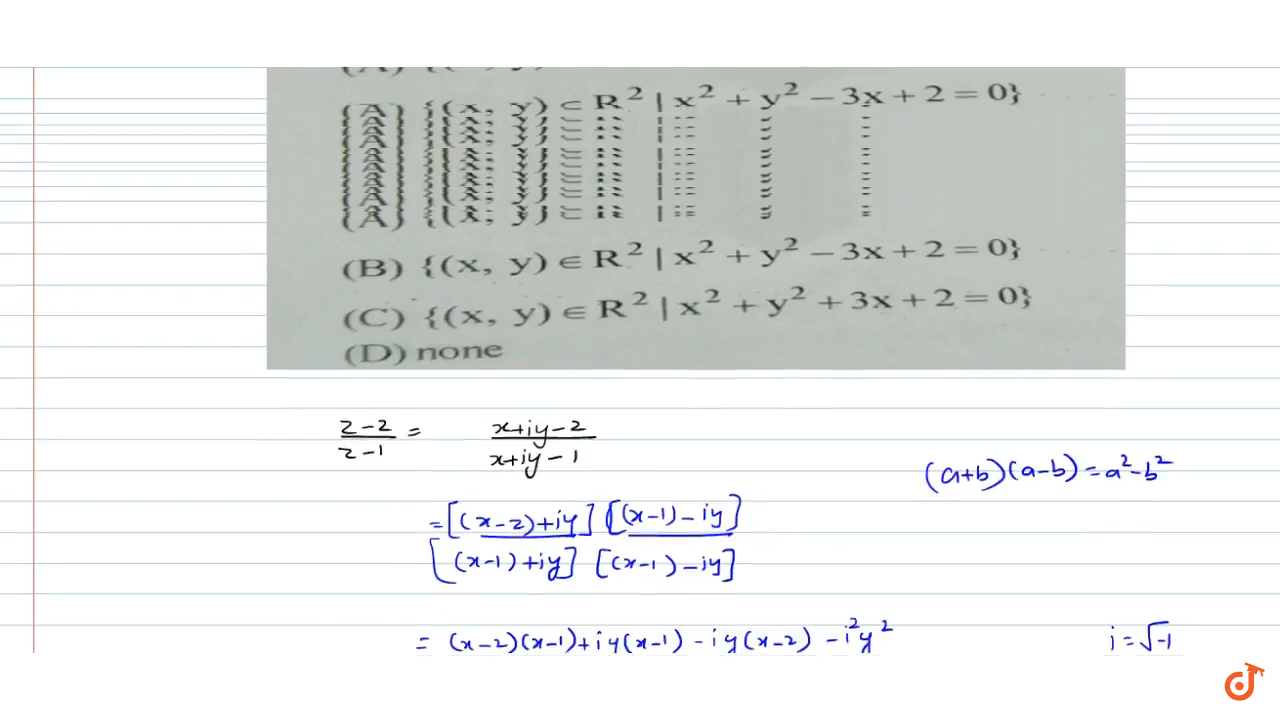 (A) {(x, y) ∈ R² | x² + y² − 3x + 2 = 0}
(B) {(x, y) ∈ R² | x² + y² − 3x + 2 = 0}
(C) {(x, y) ∈ R² | x² + y² + 3x + 2 = 0}
(D) none
z-2/z-1 = x+iy-2/x+iy-1
(a+b)(a-b) = a²-b²
= [(x-2)+iy] [(x-1)-iy]
[(x-1)+iy] [(x-1)-iy]
= (x-2)(x-1)+iy(x-1) - iy(x-2) - i²y²
i = √-1